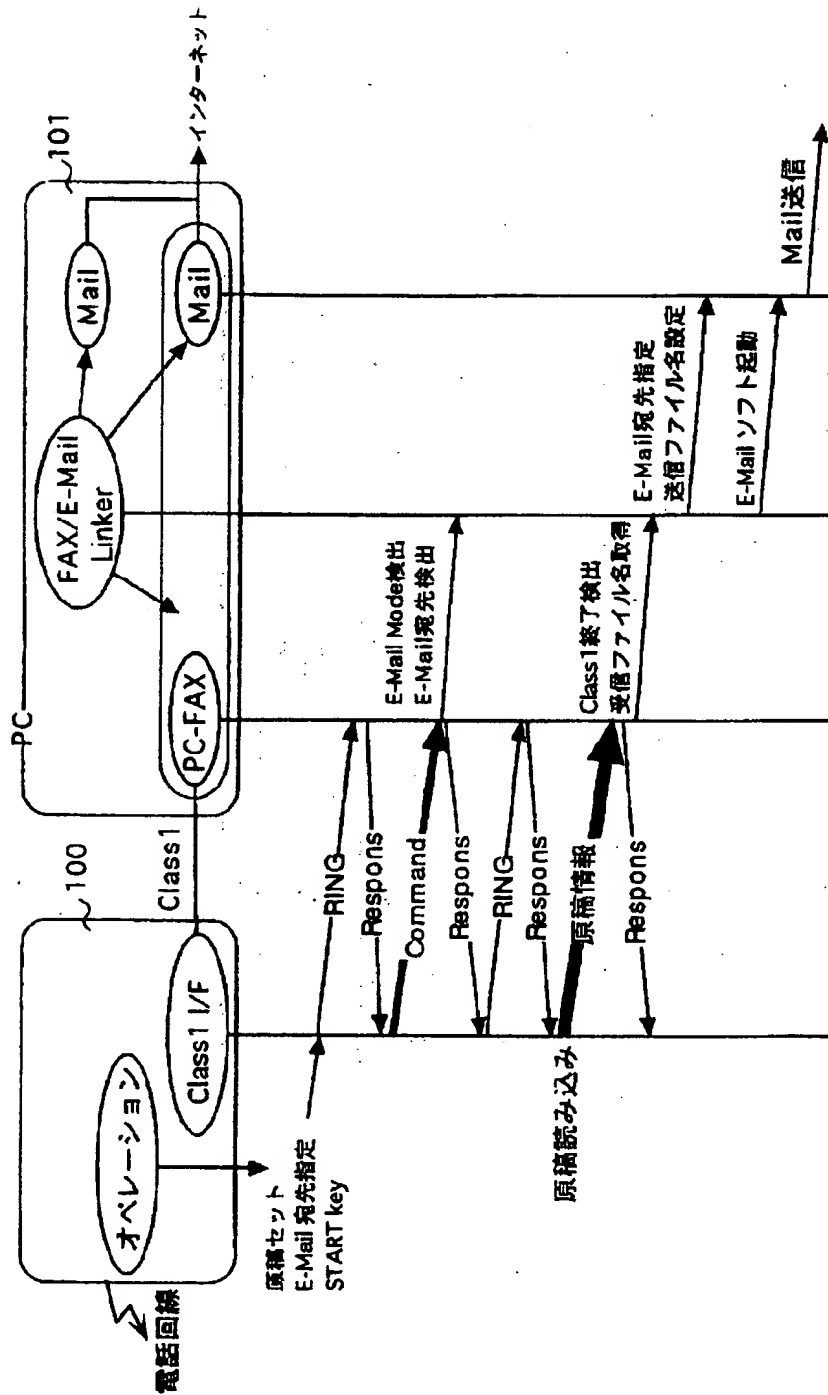 電話回線
100
オペレーション
Class1 I/F
Class1
PC
101
PC-FAX
FAX/E-Mail
Linker
Mail
Mail
インターネット
原稿セット
E-Mail 宛先指定
START key
RING
Respons
Command
E-Mail Mode検出
E-Mail宛先検出
Respons
RING
Respons
原稿読み込み
原稿情報
Class1終了検出
受信ファイル名取得
Respons
E-Mail宛先指定
送信ファイル名設定
E-Mail ソフト起動
Mail送信